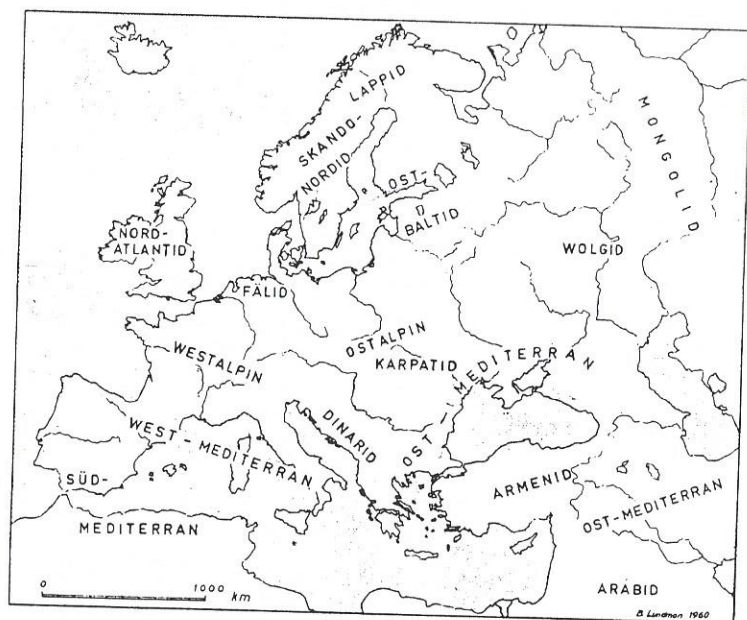 LAPPID
SKANDO-
NORDID
MONGOLID
OST-
BALTID
NORD-
ATLANTID
WOLGID
FÄLID
OSTALPIN
WESTALPIN
KARPATID
OST-MEDITERRAN
DINARID
WEST-MEDITERRAN
SÜD-
MEDITERRAN
ARMENID
OST-MEDITERRAN
ARABID
0 1000 km
B. Lundman 1960